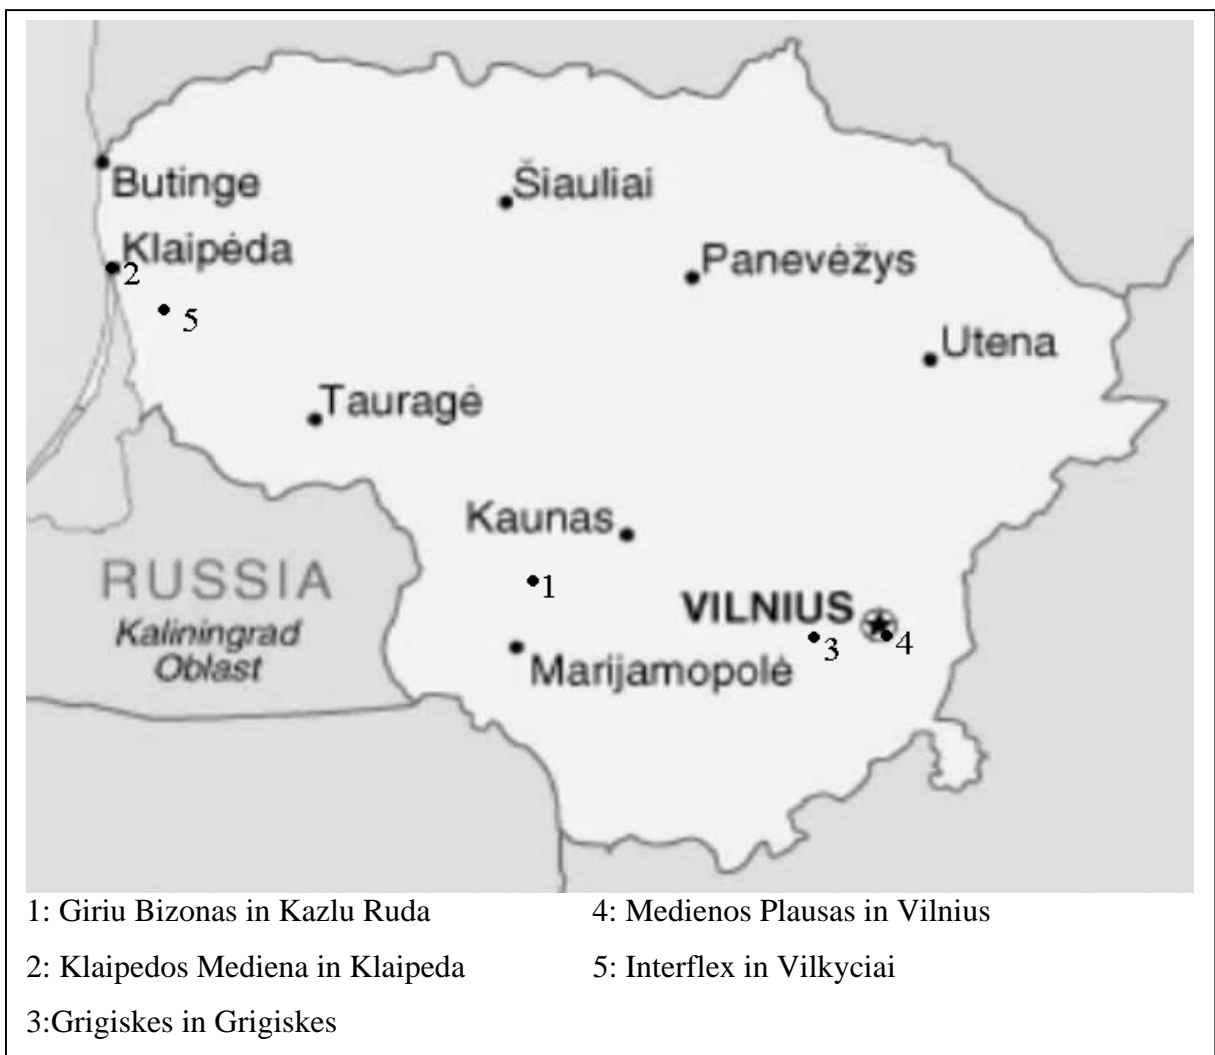 Butinge
Šiauliai
Klaipėda
2
Panevėžys
5
Utena
Tauragė
Kaunas
RUSSIA
1
Kaliningrad
Oblast
VILNIUS
3
4
Marijamopolė
1: Giriu Bizonas in Kazlu Ruda
4: Medienos Plausas in Vilnius
2: Klaipedos Mediena in Klaipeda
5: Interflex in Vilkyciai
3:Grigiskes in Grigiskes